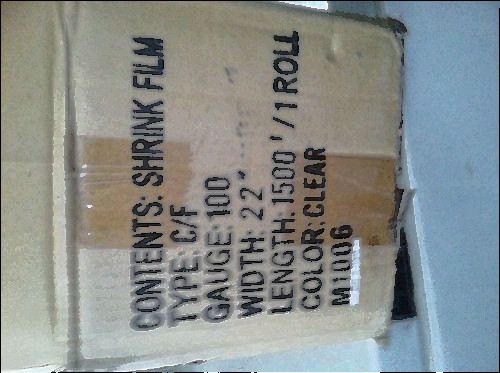 CONTENTS: SHRINK FILM
TYPE: C/F
GAUGE: 100
WIDTH: 22"
LENGTH: 1500'/1 ROLL
COLOR: CLEAR
M1006